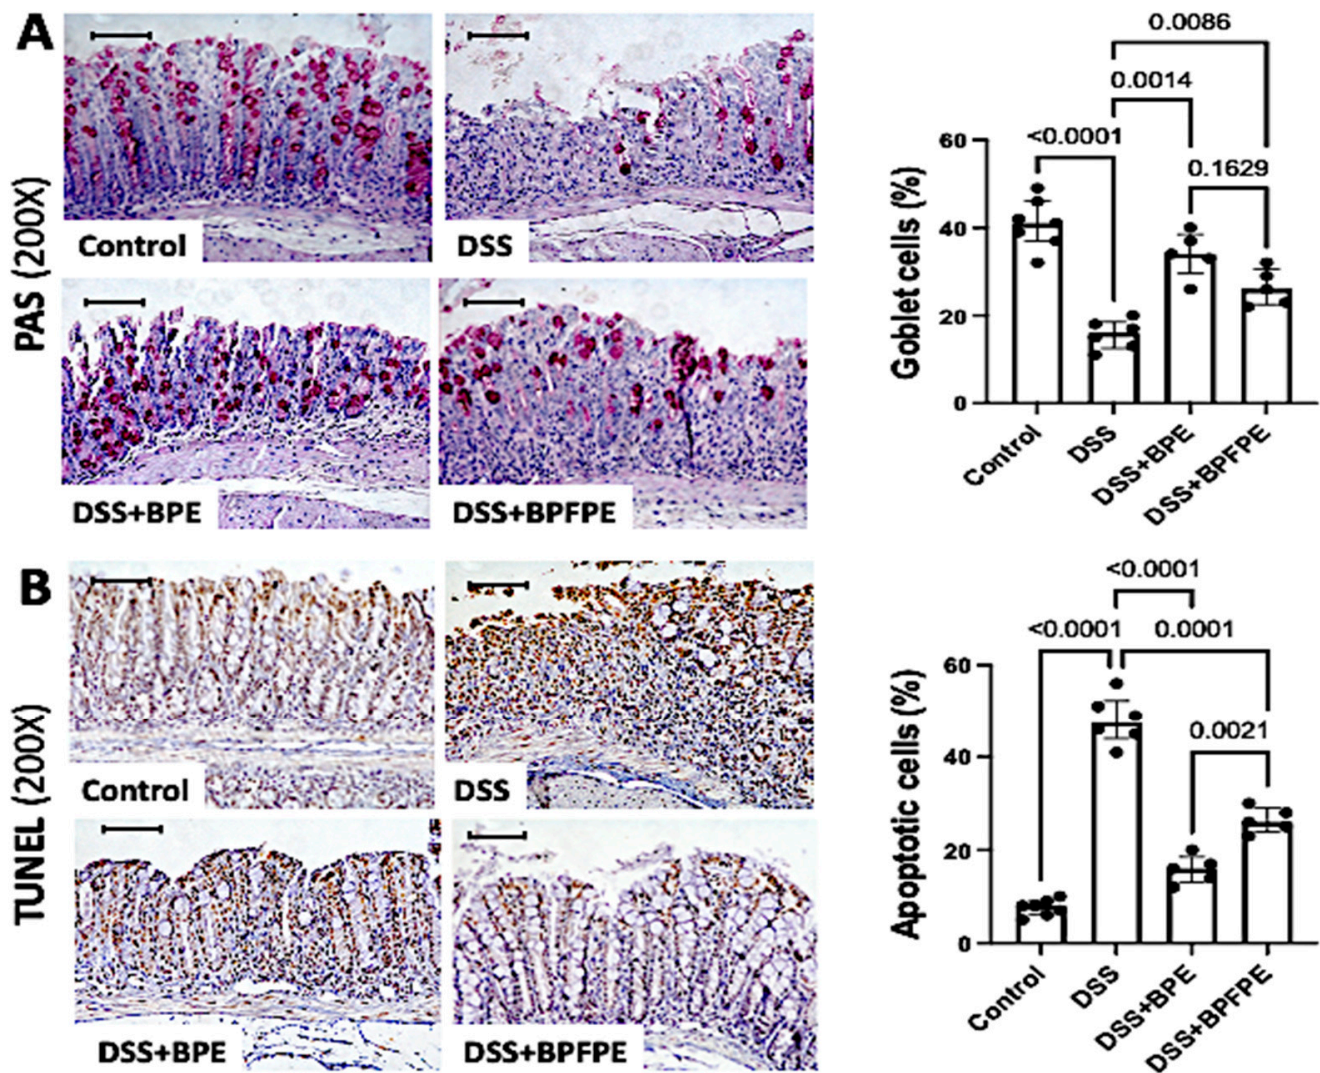 A
PAS (200X)
Control
DSS
DSS+BPE
DSS+BPFPE
0.0086
0.0014
<0.0001
0.1629
Goblet cells (%)
60
40
20
0
Control
DSS
DSS+BPE
DSS+BPFPE
B
TUNEL (200X)
Control
DSS
DSS+BPE
DSS+BPFPE
<0.0001
<0.0001
0.0001
0.0021
Apoptotic cells (%)
60
40
20
0
Control
DSS
DSS+BPE
DSS+BPFPE